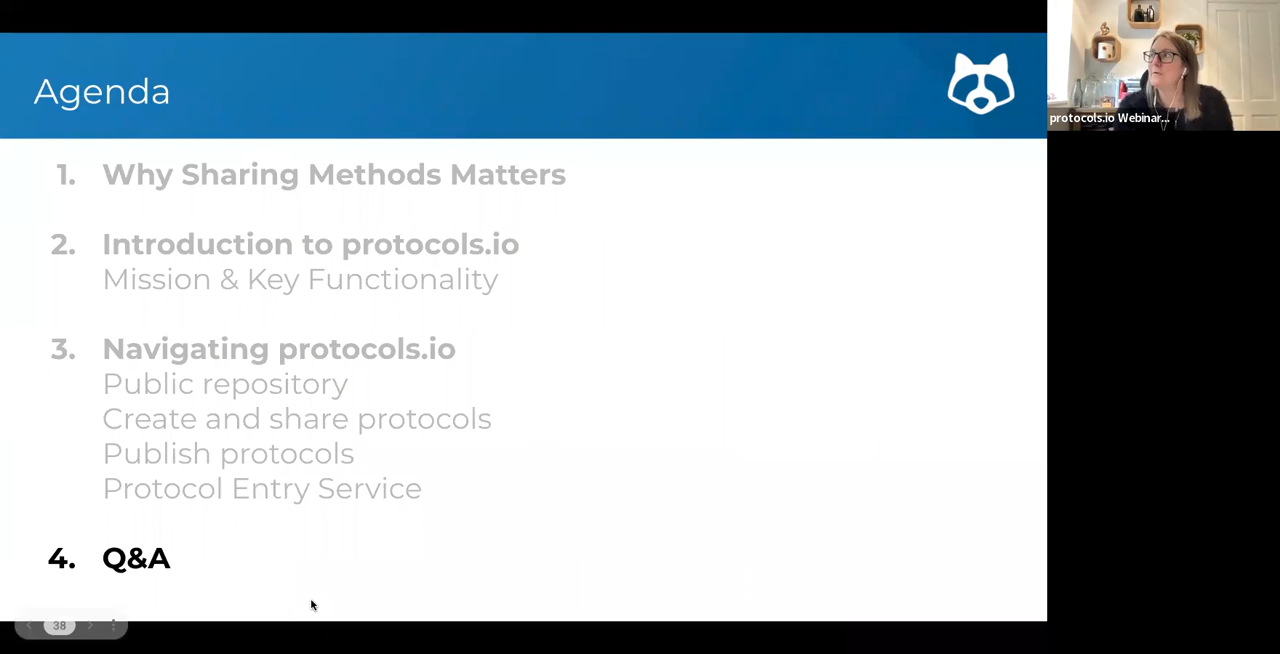 Agenda
protocols.io Webinar...
1. Why Sharing Methods Matters
2. Introduction to protocols.io
Mission & Key Functionality
3. Navigating protocols.io
Public repository
Create and share protocols
Publish protocols
Protocol Entry Service
4. Q&A
38